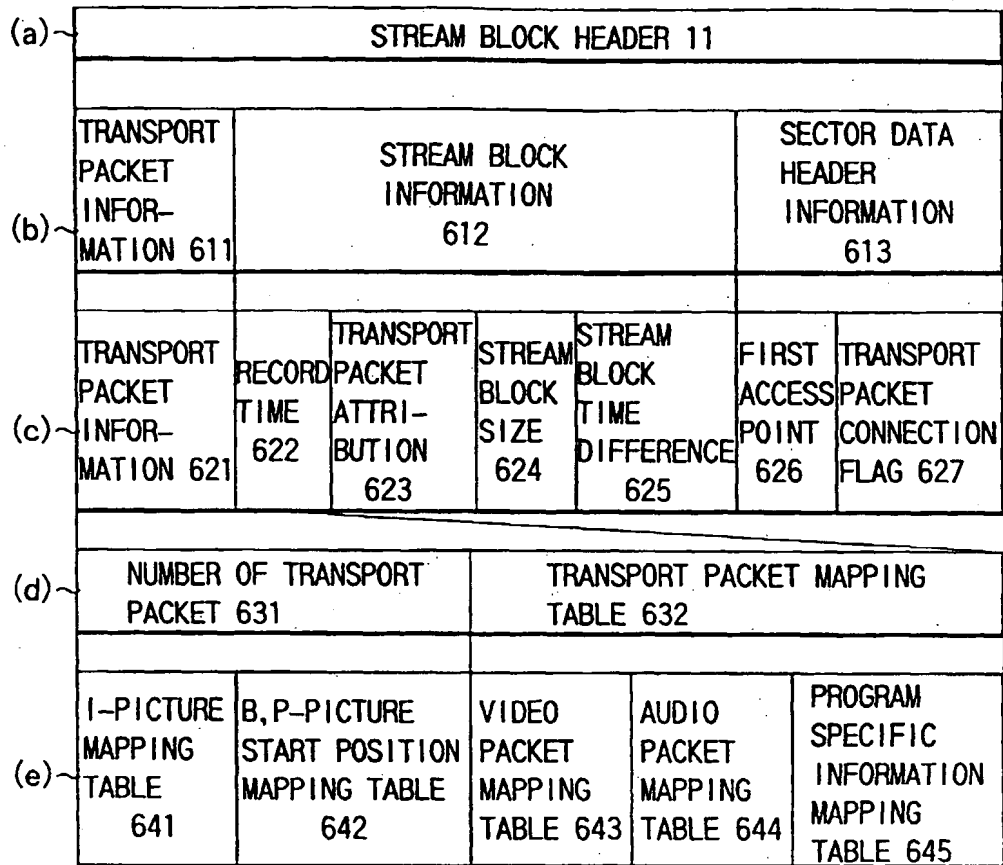 (a)
STREAM BLOCK HEADER 11
(b)
TRANSPORT
PACKET
INFOR-
MATION 611
STREAM BLOCK
INFORMATION
612
SECTOR DATA
HEADER
INFORMATION
613
(c)
TRANSPORT
PACKET
INFOR-
MATION 621
RECORD
TIME
622
TRANSPORT
PACKET
ATTRI-
BUTION
623
STREAM
BLOCK
SIZE
624
STREAM
BLOCK
TIME
DIFFERENCE
625
FIRST
ACCESS
POINT
626
TRANSPORT
PACKET
CONNECTION
FLAG 627
(d)
NUMBER OF TRANSPORT
PACKET 631
TRANSPORT PACKET MAPPING
TABLE 632
(e)
I-PICTURE
MAPPING
TABLE
641
B,P-PICTURE
START POSITION
MAPPING TABLE
642
VIDEO
PACKET
MAPPING
TABLE 643
AUDIO
PACKET
MAPPING
TABLE 644
PROGRAM
SPECIFIC
INFORMATION
MAPPING
TABLE 645